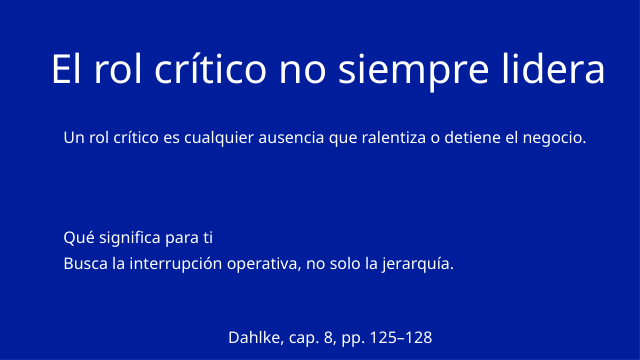 El rol crítico no siempre lidera
Un rol crítico es cualquier ausencia que ralentiza o detiene el negocio.
Qué significa para ti
Busca la interrupción operativa, no solo la jerarquía.
Dahlke, cap. 8, pp. 125–128